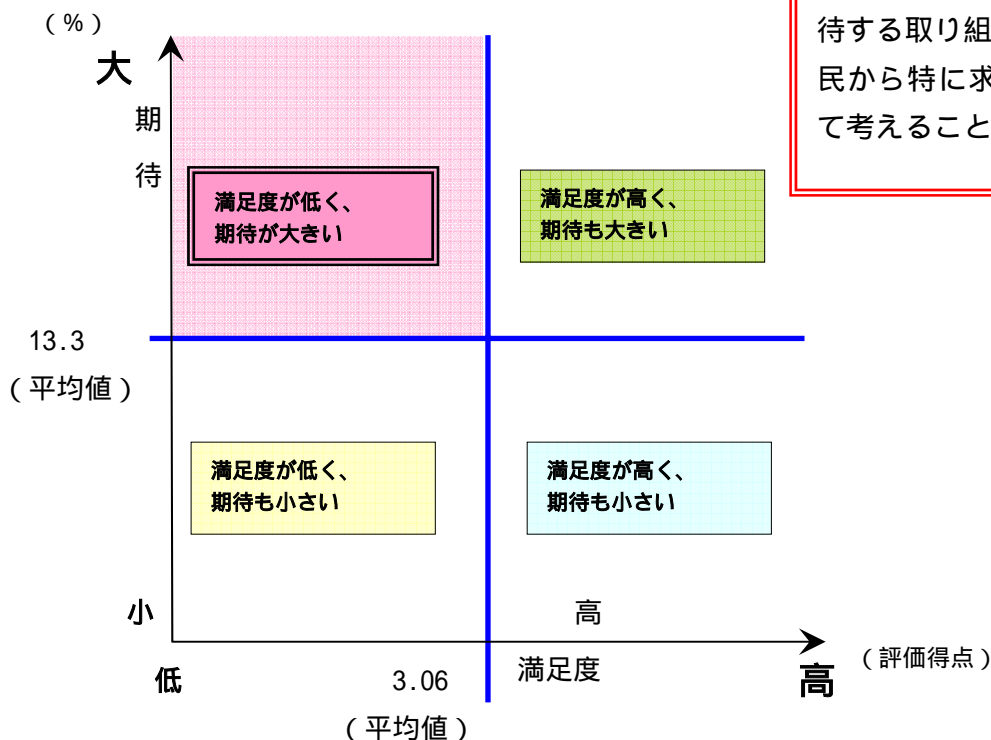 （％）
大
期
待
待する取り組
民から特に求
て考えること
満足度が低く、
期待が大きい
満足度が高く、
期待も大きい
13.3
（平均値）
満足度が低く、
期待も小さい
満足度が高く、
期待も小さい
小
高
低
3.06
（平均値）
満足度
高
（評価得点）